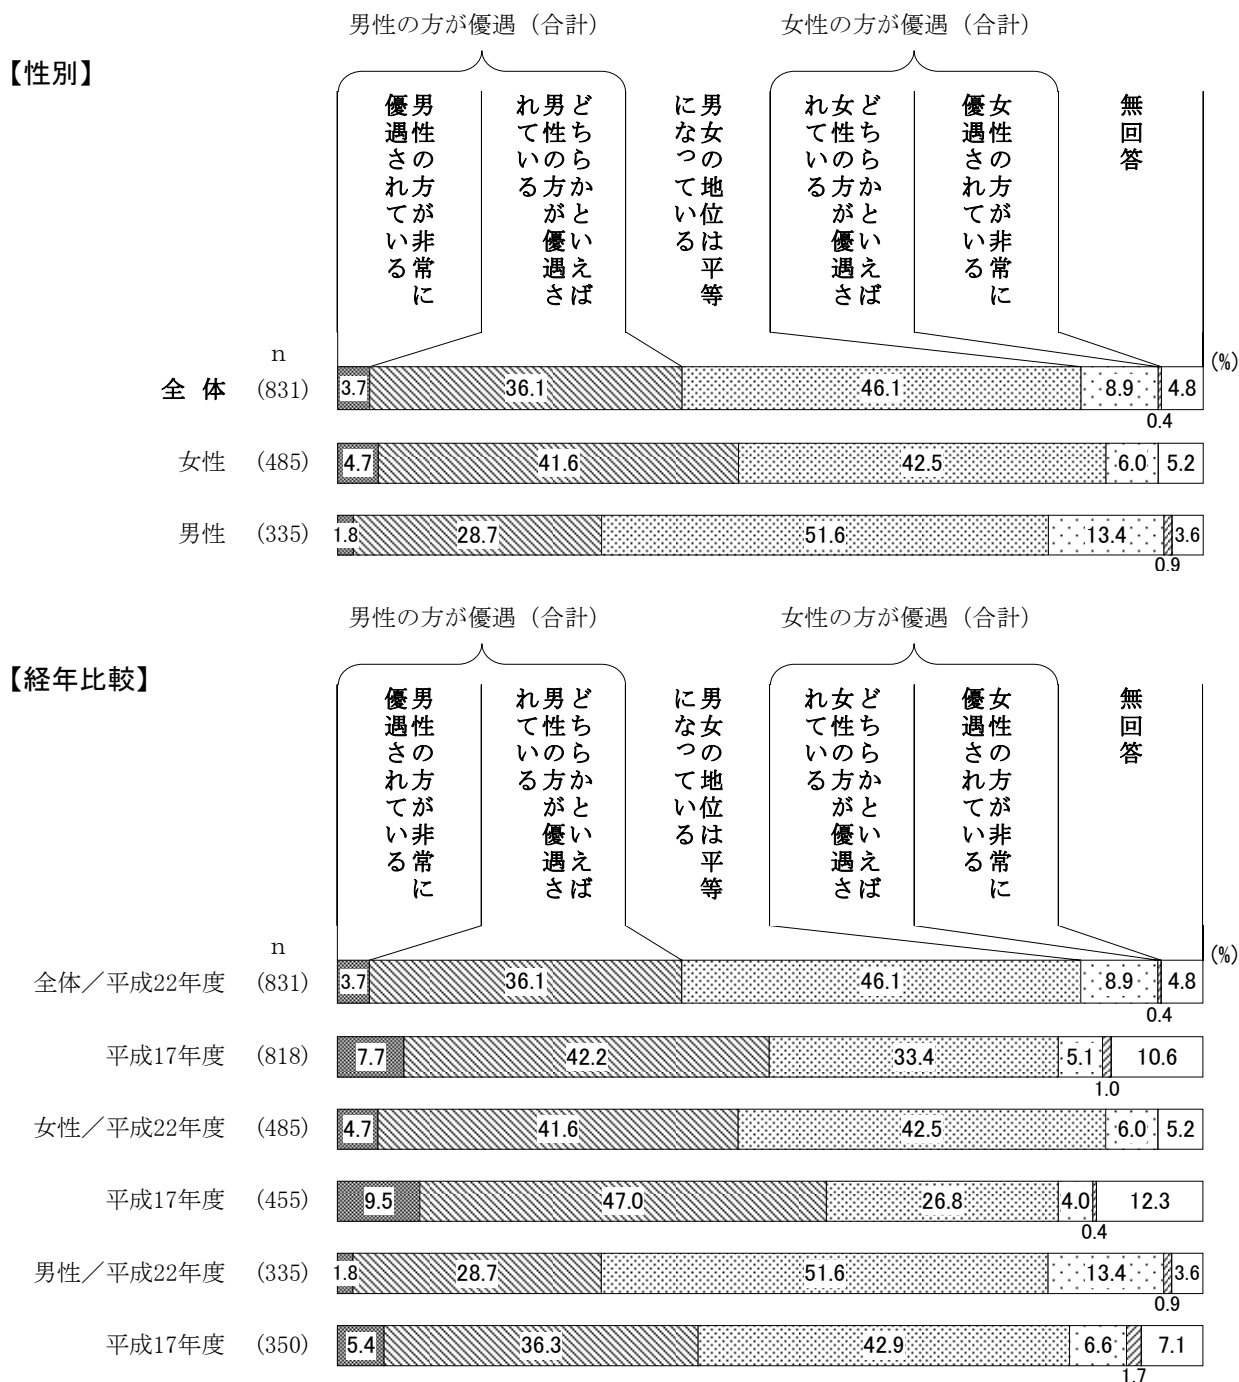 男性の方が優遇（合計） 女性の方が優遇（合計）
【性別】
男性の方が非常に
優遇されている
どちらかといえば
男性の方が優遇さ
れている
男女の地位は平等
になっている
どちらかといえば
女性の方が優遇さ
れている
女性の方が非常に
優遇されている
無回答
n
(%)
全 体 (831) 3.7 36.1 46.1 8.9 4.8
0.4
女性 (485) 4.7 41.6 42.5 6.0 5.2
男性 (335) 1.8 28.7 51.6 13.4 3.6
0.9
男性の方が優遇（合計） 女性の方が優遇（合計）
【経年比較】
男性の方が非常に
優遇されている
どちらかといえば
男性の方が優遇さ
れている
男女の地位は平等
になっている
どちらかといえば
女性の方が優遇さ
れている
女性の方が非常に
優遇されている
無回答
n
(%)
全体／平成22年度 (831) 3.7 36.1 46.1 8.9 4.8
0.4
平成17年度 (818) 7.7 42.2 33.4 5.1 10.6
1.0
女性／平成22年度 (485) 4.7 41.6 42.5 6.0 5.2
平成17年度 (455) 9.5 47.0 26.8 4.0 12.3
0.4
男性／平成22年度 (335) 1.8 28.7 51.6 13.4 3.6
0.9
平成17年度 (350) 5.4 36.3 42.9 6.6 7.1
1.7